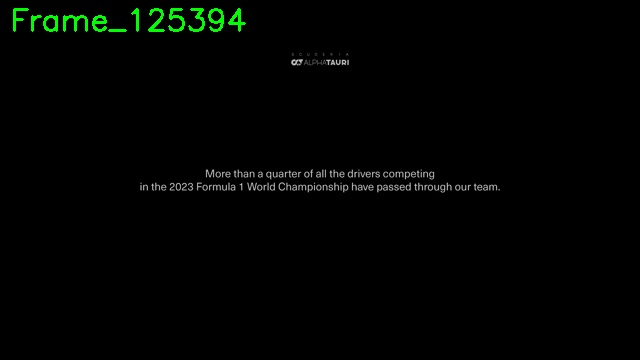 Frame_125394
SCUDERIA
ALPHATAURI
More than a quarter of all the drivers competing
in the 2023 Formula 1 World Championship have passed through our team.